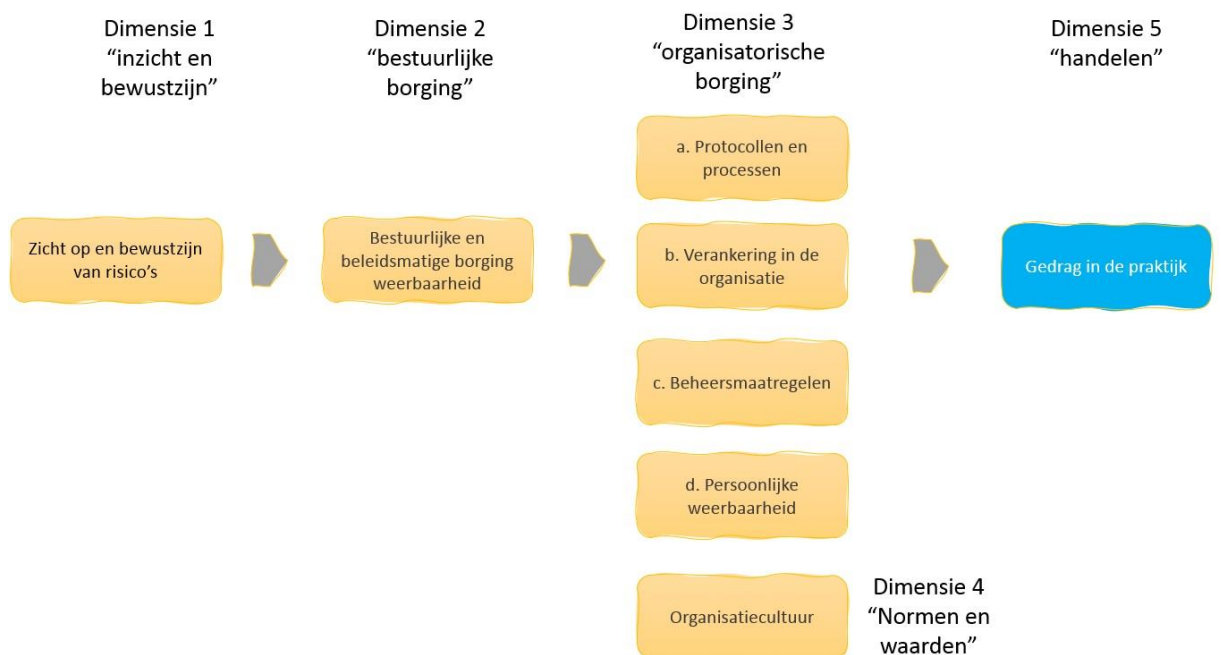 Dimensie 1
“inzicht en
bewustzijn”
Dimensie 2
“bestuurlijke
borging”
Dimensie 3
“organisatorische
borging”
Dimensie 5
“handelen”
Zicht op en bewustzijn
van risico’s
Bestuurlijke en
beleidsmatige borging
weerbaarheid
a. Protocollen en
processen
b. Verankering in de
organisatie
c. Beheersmaatregelen
d. Persoonlijke
weerbaarheid
Organisatiecultuur
Dimensie 4
“Normen en
waarden”
Gedrag in de praktijk